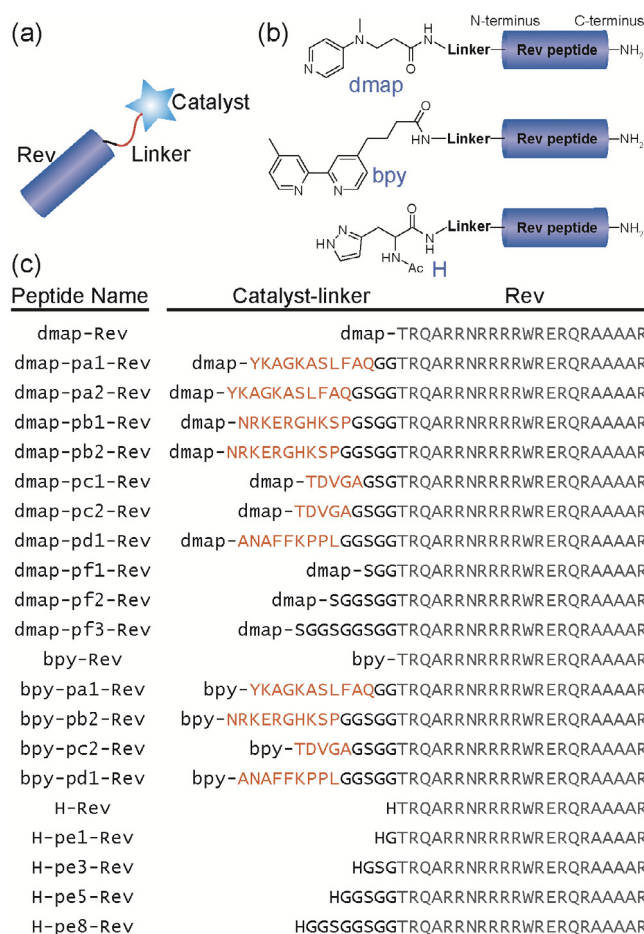 (a)
Catalyst
Rev
Linker
(b)
N-terminus C-terminus
N
N
O
H
N
Linker
Rev peptide
NH2
dmap
O
HN
Linker
Rev peptide
NH2
N
N
bpy
N
HN
O
N
H
Linker
Rev peptide
NH2
HN
Ac
H
(c)
Peptide Name Catalyst-linker Rev
dmap-Rev dmap-TRQARRNRRRRWRERQRAAAAR
dmap-pa1-Rev dmap-YKAGKASLFAQGGTRQARRNRRRRWRERQRAAAAR
dmap-pa2-Rev dmap-YKAGKASLFAQGSGGTRQARRNRRRRWRERQRAAAAR
dmap-pb1-Rev dmap-NRKERGHKSPGSGGTRQARRNRRRRWRERQRAAAAR
dmap-pb2-Rev dmap-NRKERGHKSPGGSGGTRQARRNRRRRWRERQRAAAAR
dmap-pc1-Rev dmap-TDVGAGSGTRQARRNRRRRWRERQRAAAAR
dmap-pc2-Rev dmap-TDVGAGSGGTRQARRNRRRRWRERQRAAAAR
dmap-pd1-Rev dmap-ANAFFKPPLGGSGGTRQARRNRRRRWRERQRAAAAR
dmap-pf1-Rev dmap-SGGTRQARRNRRRRWRERQRAAAAR
dmap-pf2-Rev dmap-SGGSGGTRQARRNRRRRWRERQRAAAAR
dmap-pf3-Rev dmap-SGGSGGSGGTRQARRNRRRRWRERQRAAAAR
bpy-Rev bpy-TRQARRNRRRRWRERQRAAAAR
bpy-pa1-Rev bpy-YKAGKASLFAQGGTRQARRNRRRRWRERQRAAAAR
bpy-pb2-Rev bpy-NRKERGHKSPGGSGGTRQARRNRRRRWRERQRAAAAR
bpy-pc2-Rev bpy-TDVGAGSGGTRQARRNRRRRWRERQRAAAAR
bpy-pd1-Rev bpy-ANAFFKPPLGGSGGTRQARRNRRRRWRERQRAAAAR
H-Rev HTRQARRNRRRRWRERQRAAAAR
H-pe1-Rev HGTRQARRNRRRRWRERQRAAAAR
H-pe3-Rev HGSGTRQARRNRRRRWRERQRAAAAR
H-pe5-Rev HGGSGGTRQARRNRRRRWRERQRAAAAR
H-pe8-Rev HGGSGGSGGTRQARRNRRRRWRERQRAAAAR